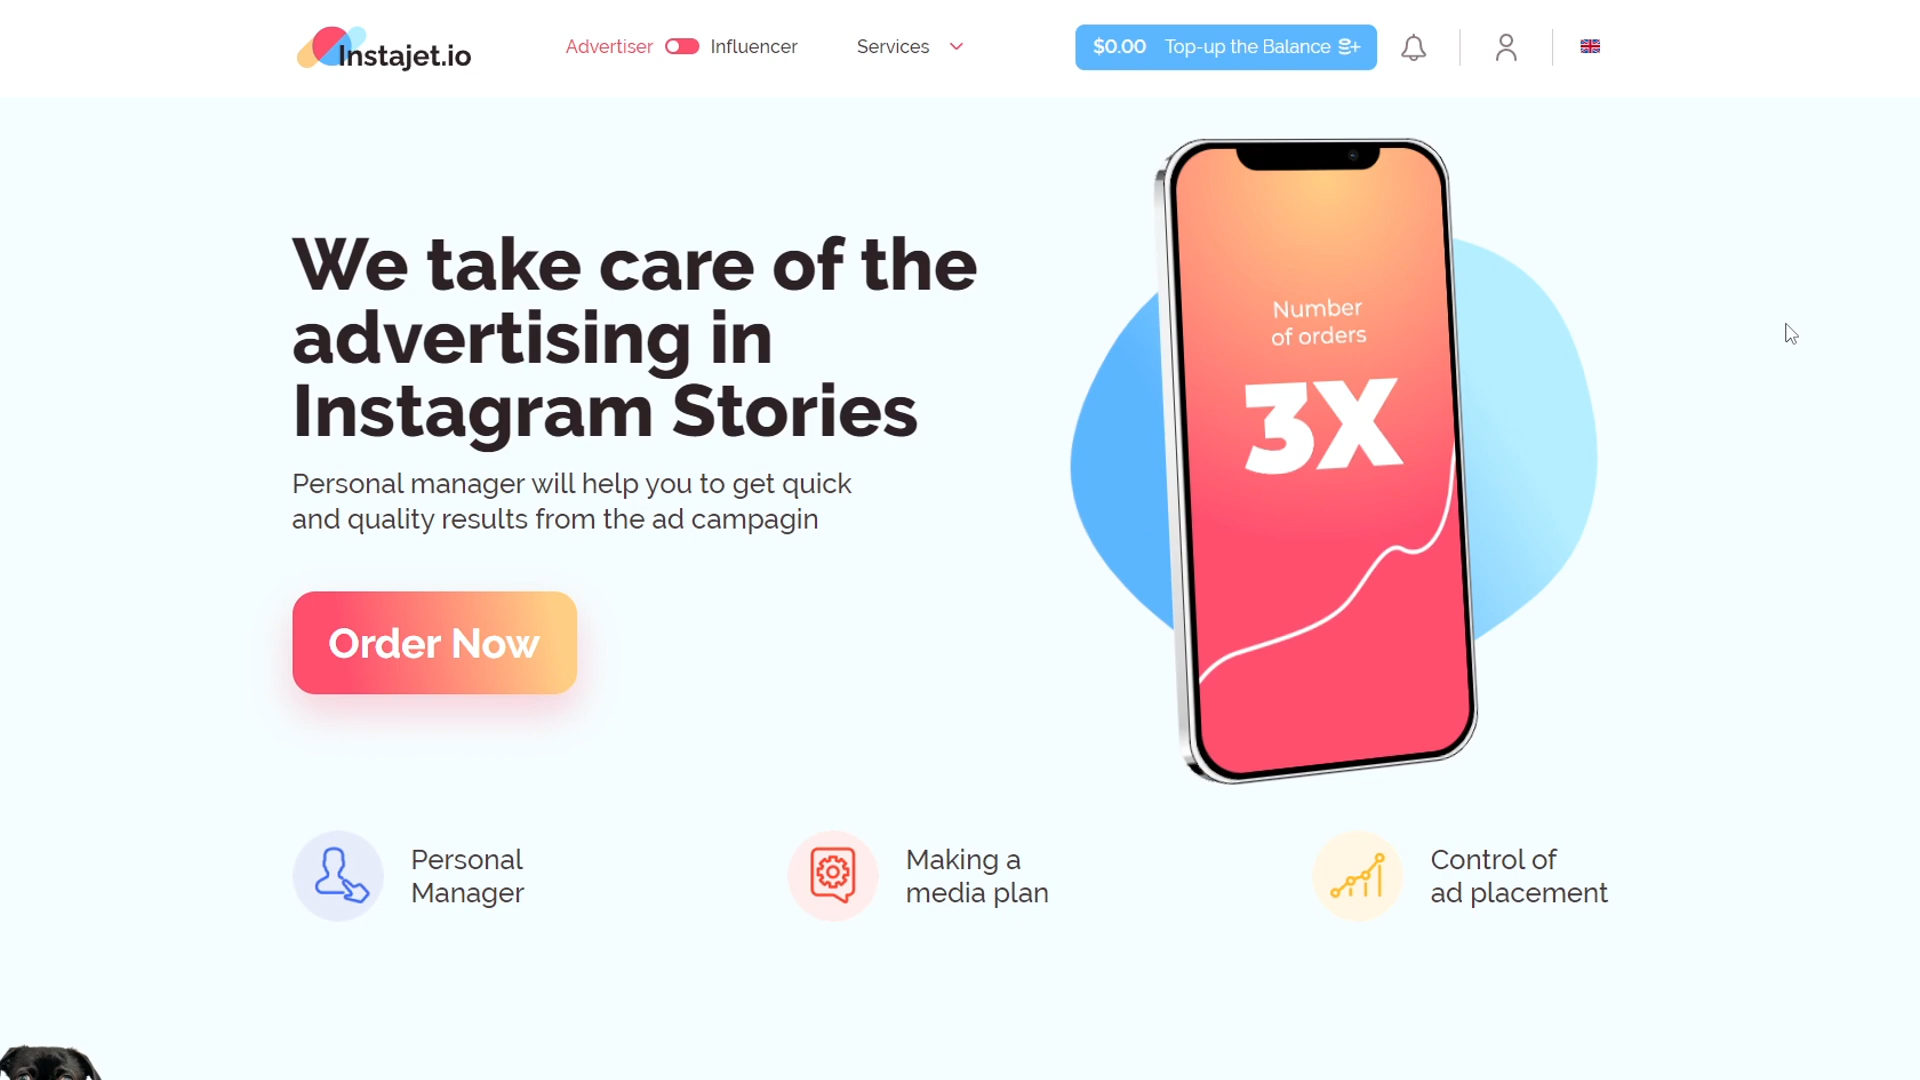 Instajet.io
Advertiser
Influencer
Services
$0.00 Top-up the Balance
We take care of the
advertising in
Instagram Stories
Personal manager will help you to get quick
and quality results from the ad campagin
Order Now
Number
of orders
3X
Personal
Manager
Making a
media plan
Control of
ad placement